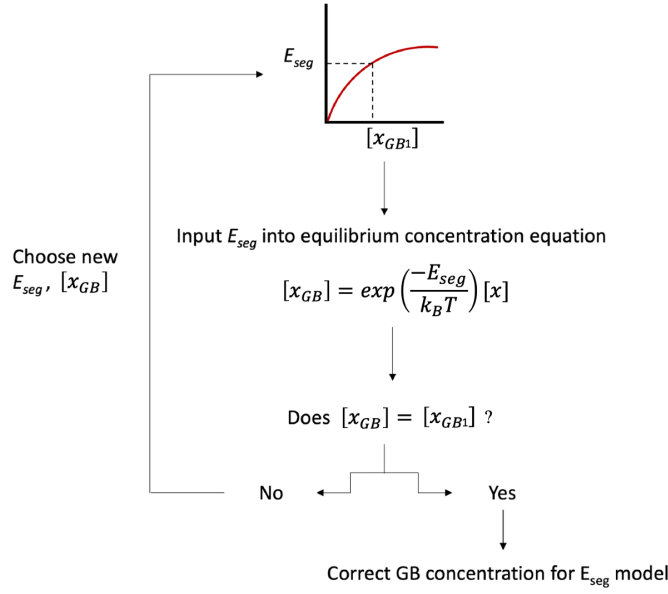 E_seg
[x_GB1]
Input E_seg into equilibrium concentration equation
[x_GB] = exp(−E_seg / k_B T)[x]
Choose new
E_seg, [x_GB]
Does [x_GB] = [x_GB1] ?
No
Yes
Correct GB concentration for E_seg model